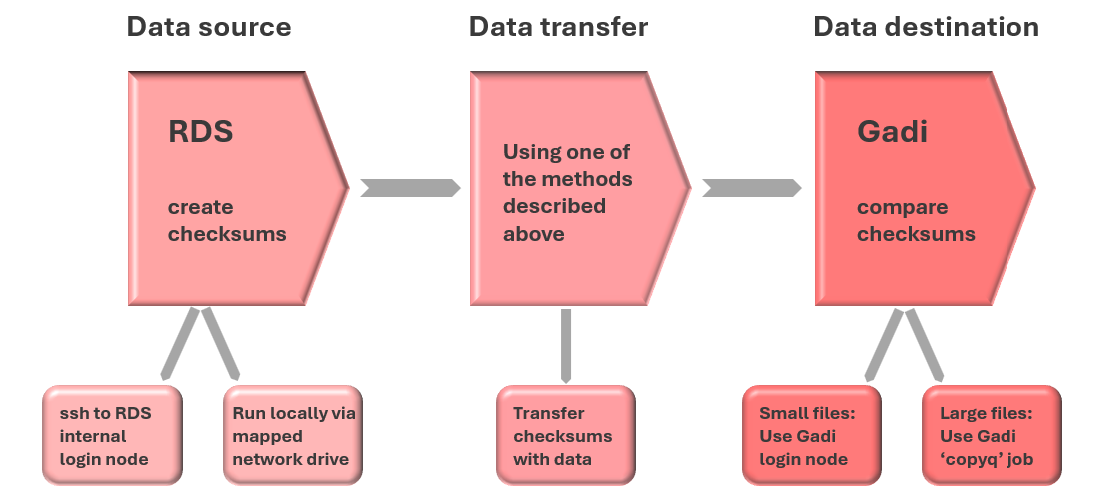 Data source
Data transfer
Data destination
RDS
create
checksums
Using one of
the methods
described
above
Gadi
compare
checksums
ssh to RDS
internal
login node
Run locally via
mapped
network drive
Transfer
checksums
with data
Small files:
Use Gadi
login node
Large files:
Use Gadi
‘copyq’ job